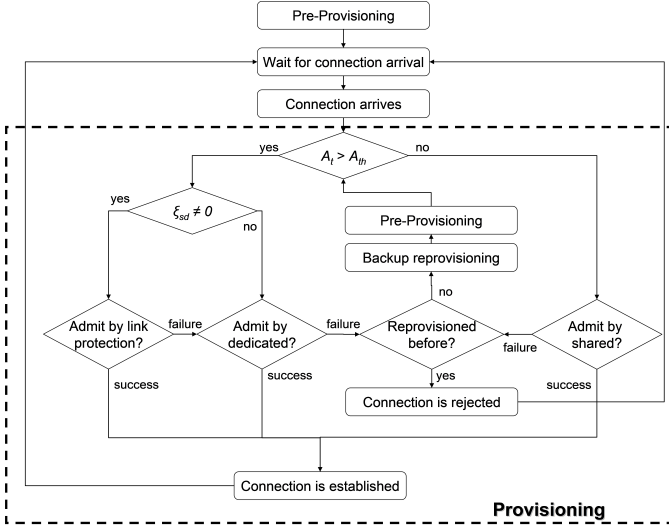 Pre-Provisioning
Wait for connection arrival
Connection arrives
yes
A_t > A_th
no
yes
ξ_sd ≠ 0
no
Pre-Provisioning
Backup reprovisioning
no
Admit by link
protection?
failure
Admit by
dedicated?
failure
Reprovisioned
before?
failure
Admit by
shared?
success
success
yes
success
Connection is rejected
Connection is established
Provisioning